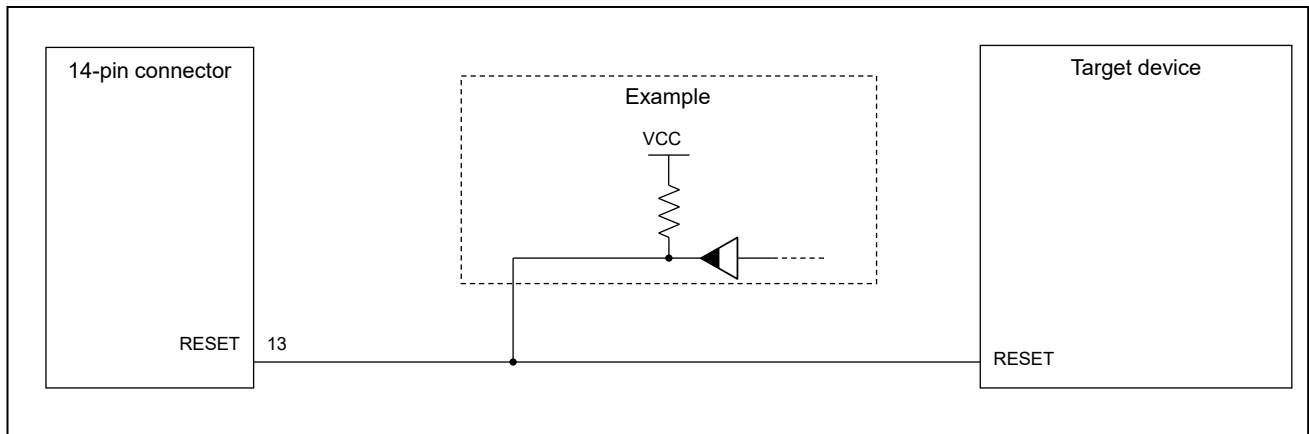 14-pin connector
Example
VCC
Target device
RESET 13
RESET